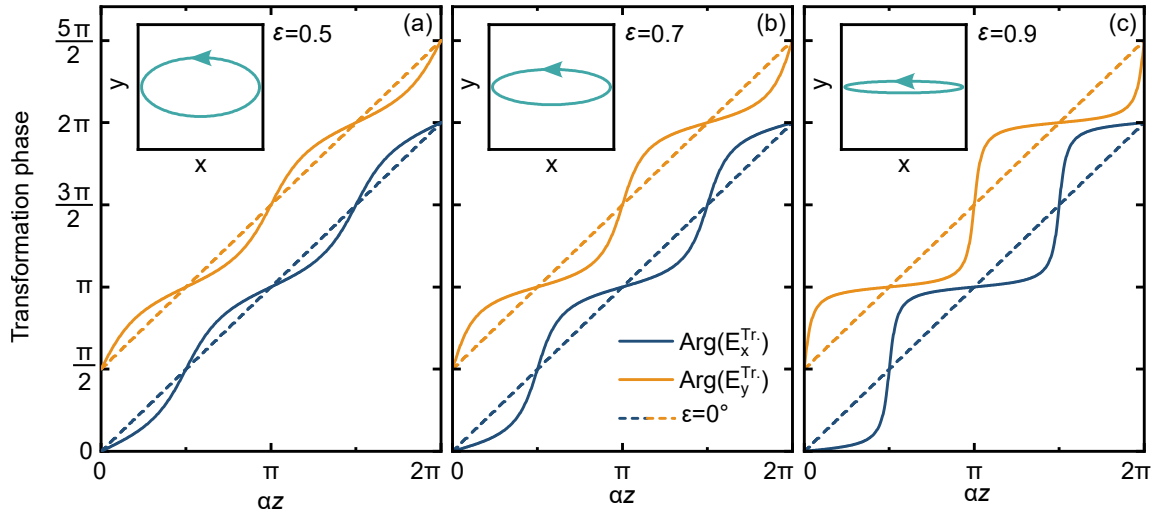 (a)
ε=0.5
y
x
(b)
ε=0.7
y
x
(c)
ε=0.9
y
x
Transformation phase
5π/2
2π
3π/2
π
π/2
0
Arg(E_x^Tr.)
Arg(E_y^Tr.)
ε=0°
0 π 2π
αz
0 π 2π
αz
0 π 2π
αz